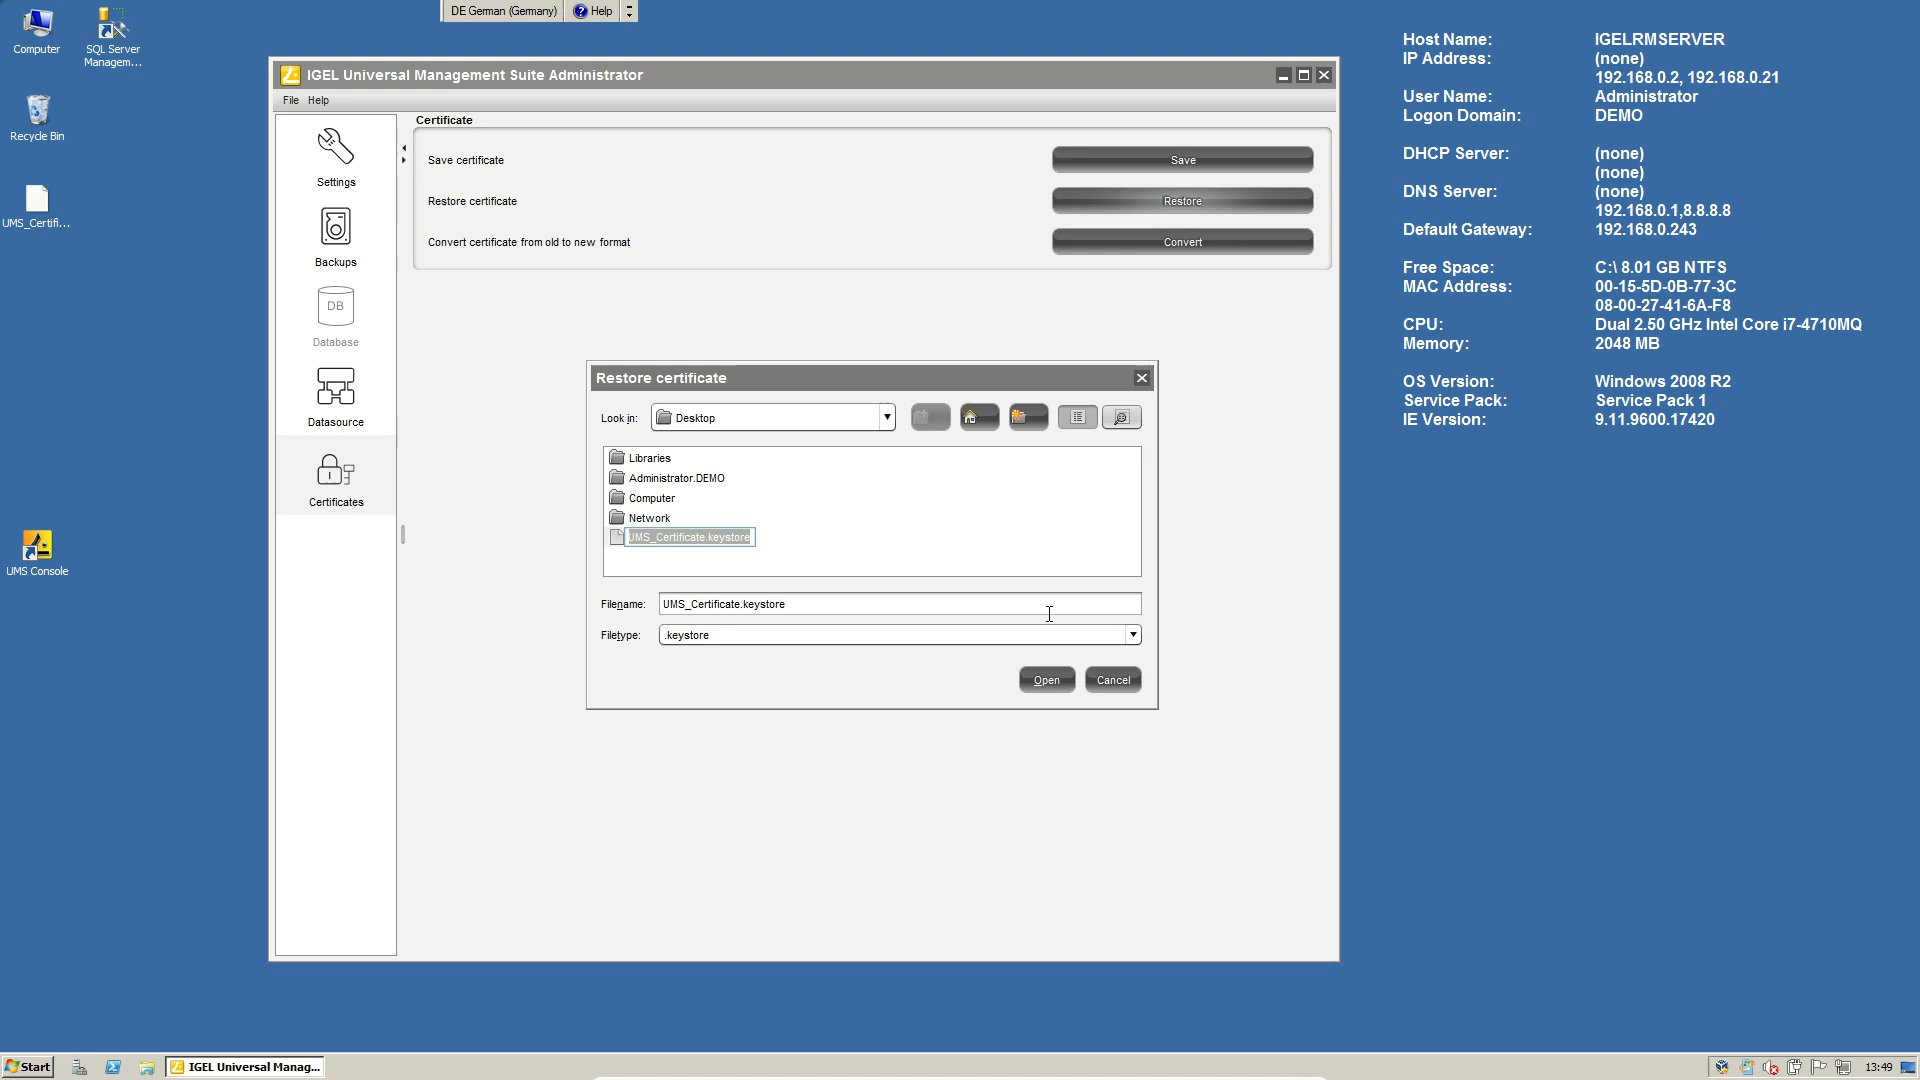 DE German (Germany) Help
Computer
SQL Server
Managem...
Recycle Bin
UMS_Certifi...
UMS Console
IGEL Universal Management Suite Administrator
File Help
Settings
Backups
DB
Database
Datasource
Certificates
Certificate
Save certificate Save
Restore certificate Restore
Convert certificate from old to new format Convert
Restore certificate
Look in: Desktop
Libraries
Administrator.DEMO
Computer
Network
UMS_Certificate.keystore
Filename: UMS_Certificate.keystore
Filetype: .keystore
Open Cancel
Host Name: IGELRMSERVER
IP Address: (none)
192.168.0.2, 192.168.0.21
User Name: Administrator
Logon Domain: DEMO
DHCP Server: (none)
(none)
DNS Server: (none)
192.168.0.1,8.8.8.8
Default Gateway: 192.168.0.243
Free Space: C:\ 8.01 GB NTFS
MAC Address: 00-15-5D-0B-77-3C
08-00-27-41-6A-F8
CPU: Dual 2.50 GHz Intel Core i7-4710MQ
Memory: 2048 MB
OS Version: Windows 2008 R2
Service Pack: Service Pack 1
IE Version: 9.11.9600.17420
Start IGEL Universal Manag... 13:49